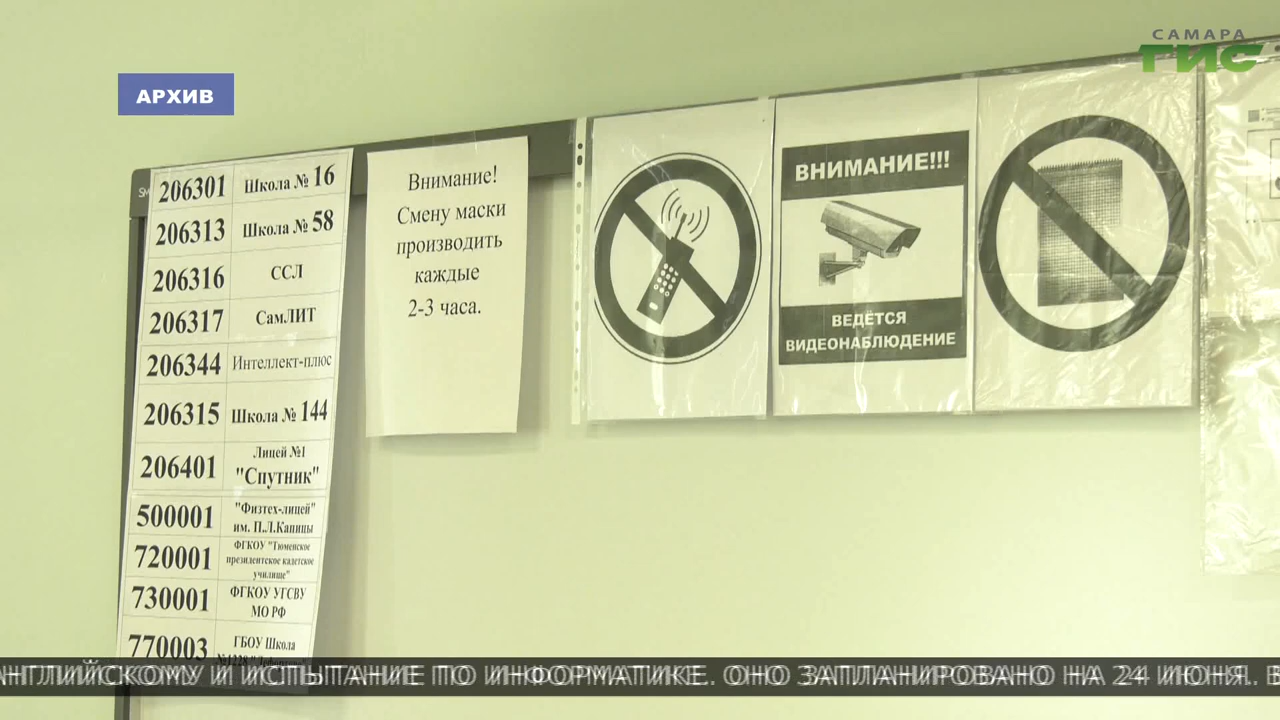 САМАРА
ГИС
АРХИВ
206301 Школа № 16
206313 Школа № 58
206316 ССЛ
206317 СамЛИТ
206344 Интеллект-плюс
206315 Школа № 144
206401 Лицей №1
"Спутник"
500001 "Физтех-лицей"
им. П.Л.Капицы
720001 ФГКОУ "Тюменское
президентское кадетское
училище"
730001 ФГКОУ УГСВУ
МО РФ
770003 ГБОУ Школа
№1228
Внимание!
Смену маски
производить
каждые
2-3 часа.
ВНИМАНИЕ!!!
ВЕДЁТСЯ
ВИДЕОНАБЛЮДЕНИЕ
АНГЛИЙСКОМУ И ИСПЫТАНИЕ ПО ИНФОРМАТИКЕ. ОНО ЗАПЛАНИРОВАНО НА 24 ИЮНЯ.